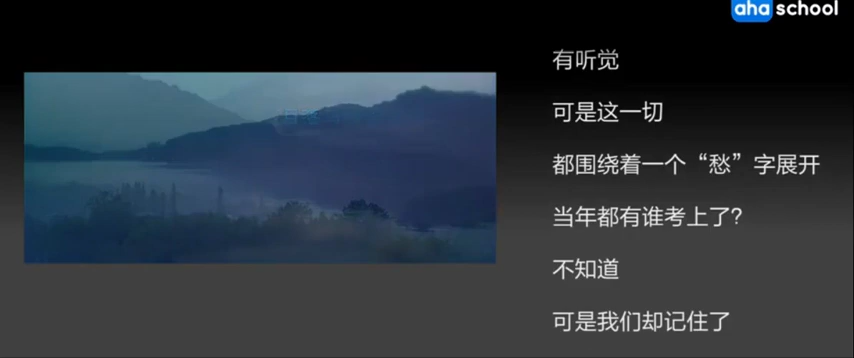 aha school
有听觉
可是这一切
都围绕着一个“愁”字展开
当年都有谁考上了?
不知道
可是我们却记住了